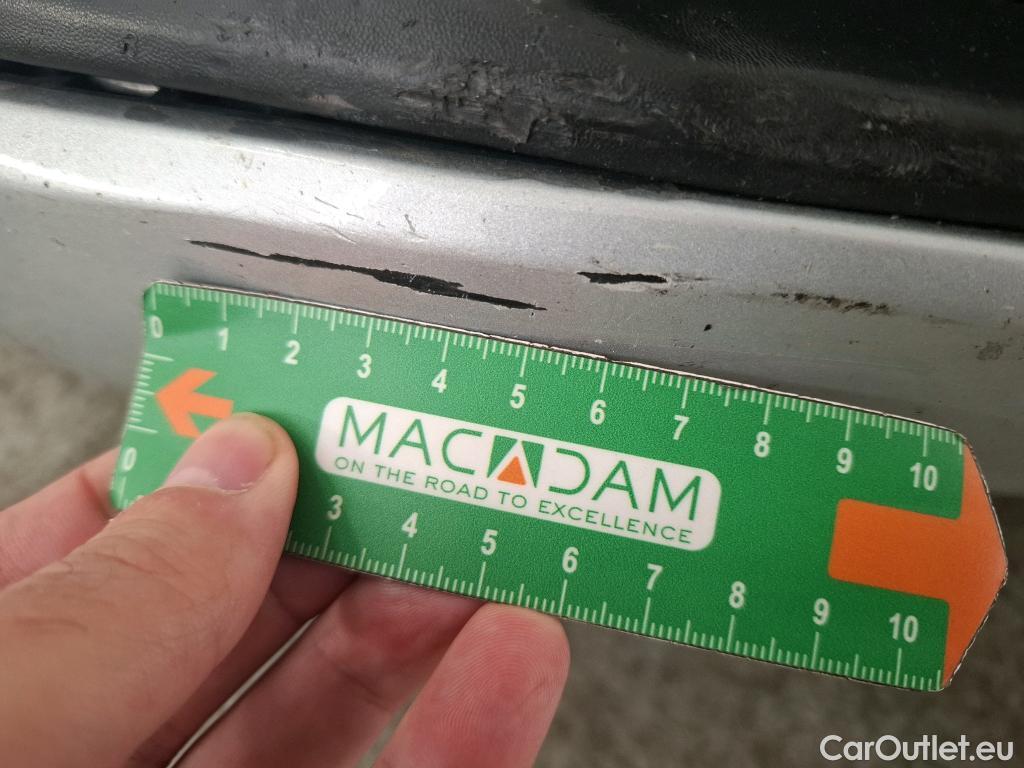 0 1 2 3 4 5 6 7 8 9 10
MACADAM
ON THE ROAD TO EXCELLENCE
0 3 4 5 6 7 8 9 10
CarOutlet.eu